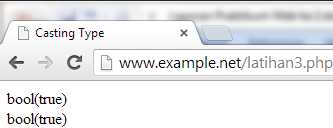 Casting Type
www.example.net/latihan3.php
bool(true)
bool(true)